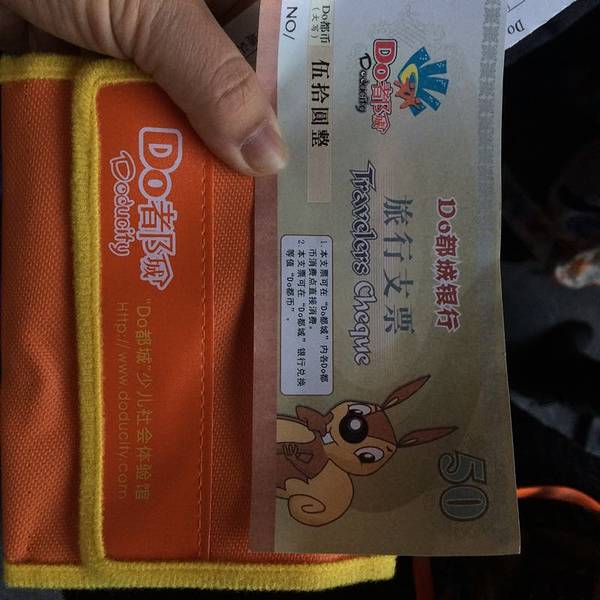 Do都城
Doducity
"Do都城"少儿社会体验馆
Http://www.doducity.com
Do都城
Doducity
Do都城银行
旅行支票
Travelers Cheque
NO/
Do都币
(大写)
伍拾圆整
1. 本支票可在"Do都城"内各Do都
币消费点直接消费。
2. 本支票可在"Do都城"银行兑换
等值"Do都币"。
50
Do